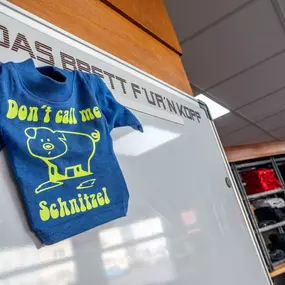 DAS BRETT FÜR'N KOPF
Don't call me
Schnitzel